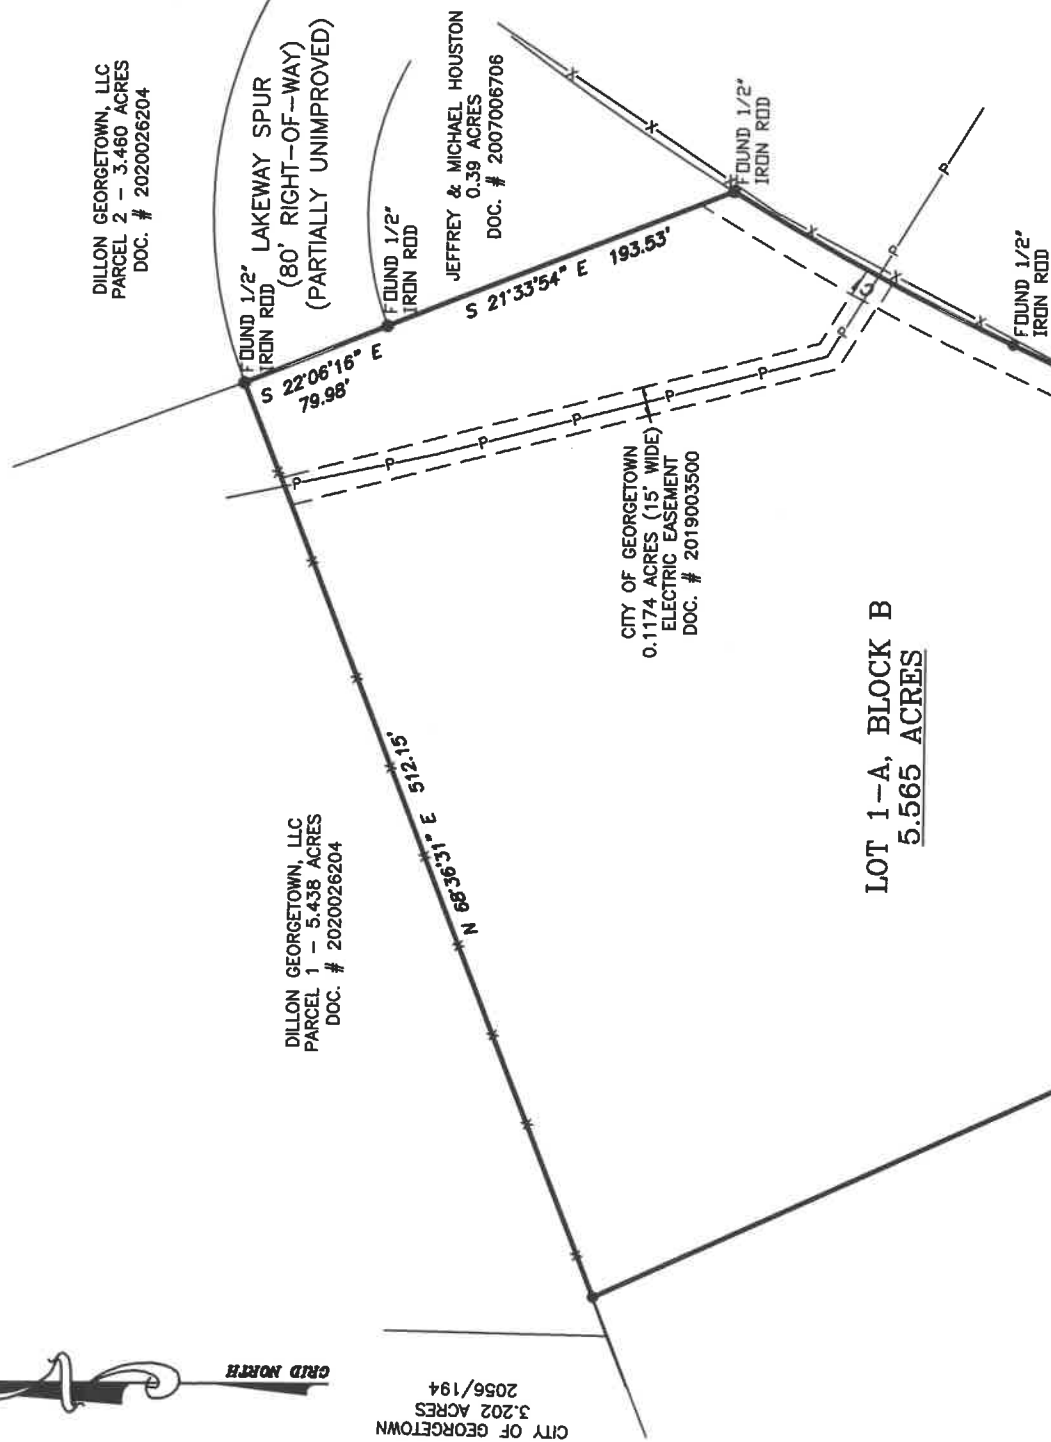 DILLON GEORGETOWN, LLC
PARCEL 2 - 3.460 ACRES
DOC. # 2020026204
LAKEWAY SPUR
(80' RIGHT-OF-WAY)
(PARTIALLY UNIMPROVED)
FOUND 1/2"
IRON ROD
JEFFREY & MICHAEL HOUSTON
0.39 ACRES
DOC. # 2007006706
FOUND 1/2"
IRON ROD
FOUND 1/2"
IRON ROD
FOUND 1/2"
IRON ROD
S 22°06'16" E
79.98'
S 21°33'54" E 193.53'
X
X
X
X
X
P
P
P
P
P
P
P
P
P
CITY OF GEORGETOWN
0.1174 ACRES (15' WIDE)
ELECTRIC EASEMENT
DOC. # 2019003500
DILLON GEORGETOWN, LLC
PARCEL 1 - 5.438 ACRES
DOC. # 2020026204
N 68°36'31" E 512.15'
LOT 1-A, BLOCK B
5.565 ACRES
GRID NORTH
CITY OF GEORGETOWN
3.202 ACRES
2056/194